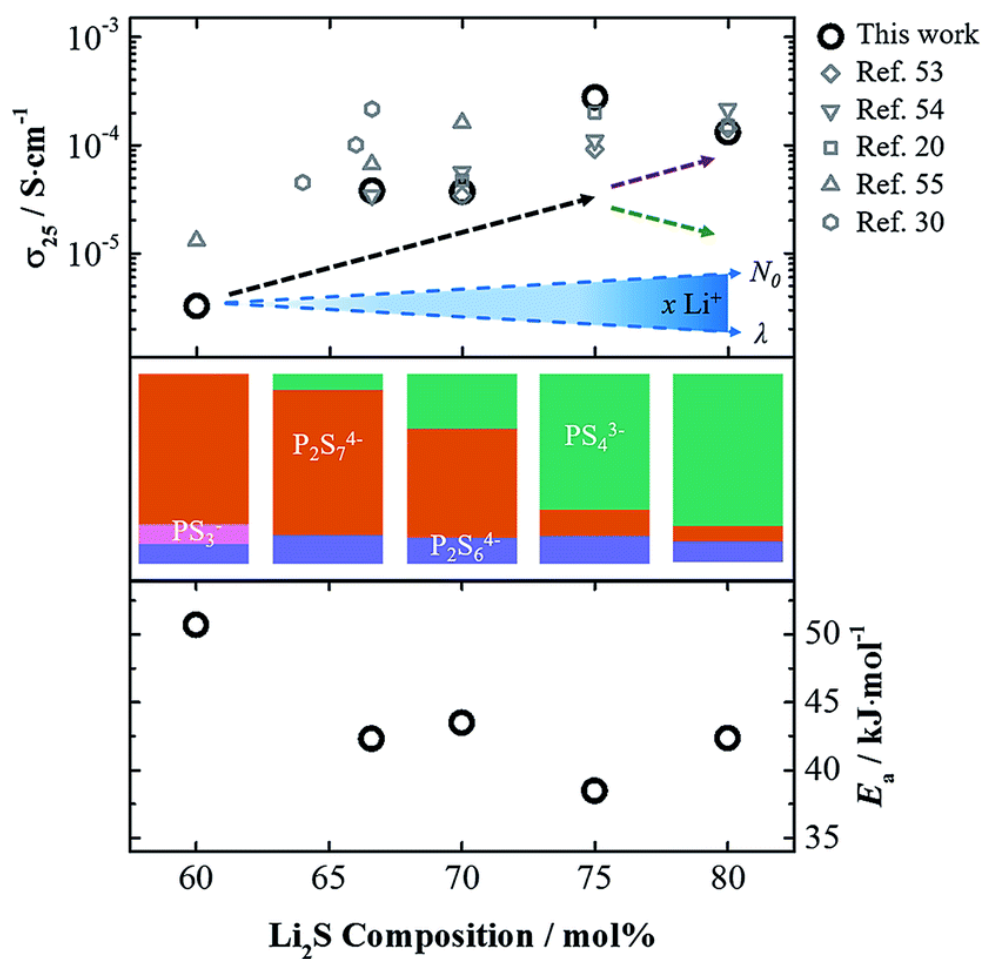 10⁻³
10⁻⁴
10⁻⁵
σ₂₅ / S·cm⁻¹
This work
Ref. 53
Ref. 54
Ref. 20
Ref. 55
Ref. 30
N₀
x Li⁺
λ
P₂S₇⁴⁻
PS₄³⁻
PS₃⁻
P₂S₆⁴⁻
50
45
40
35
Eₐ / kJ·mol⁻¹
60 65 70 75 80
Li₂S Composition / mol%